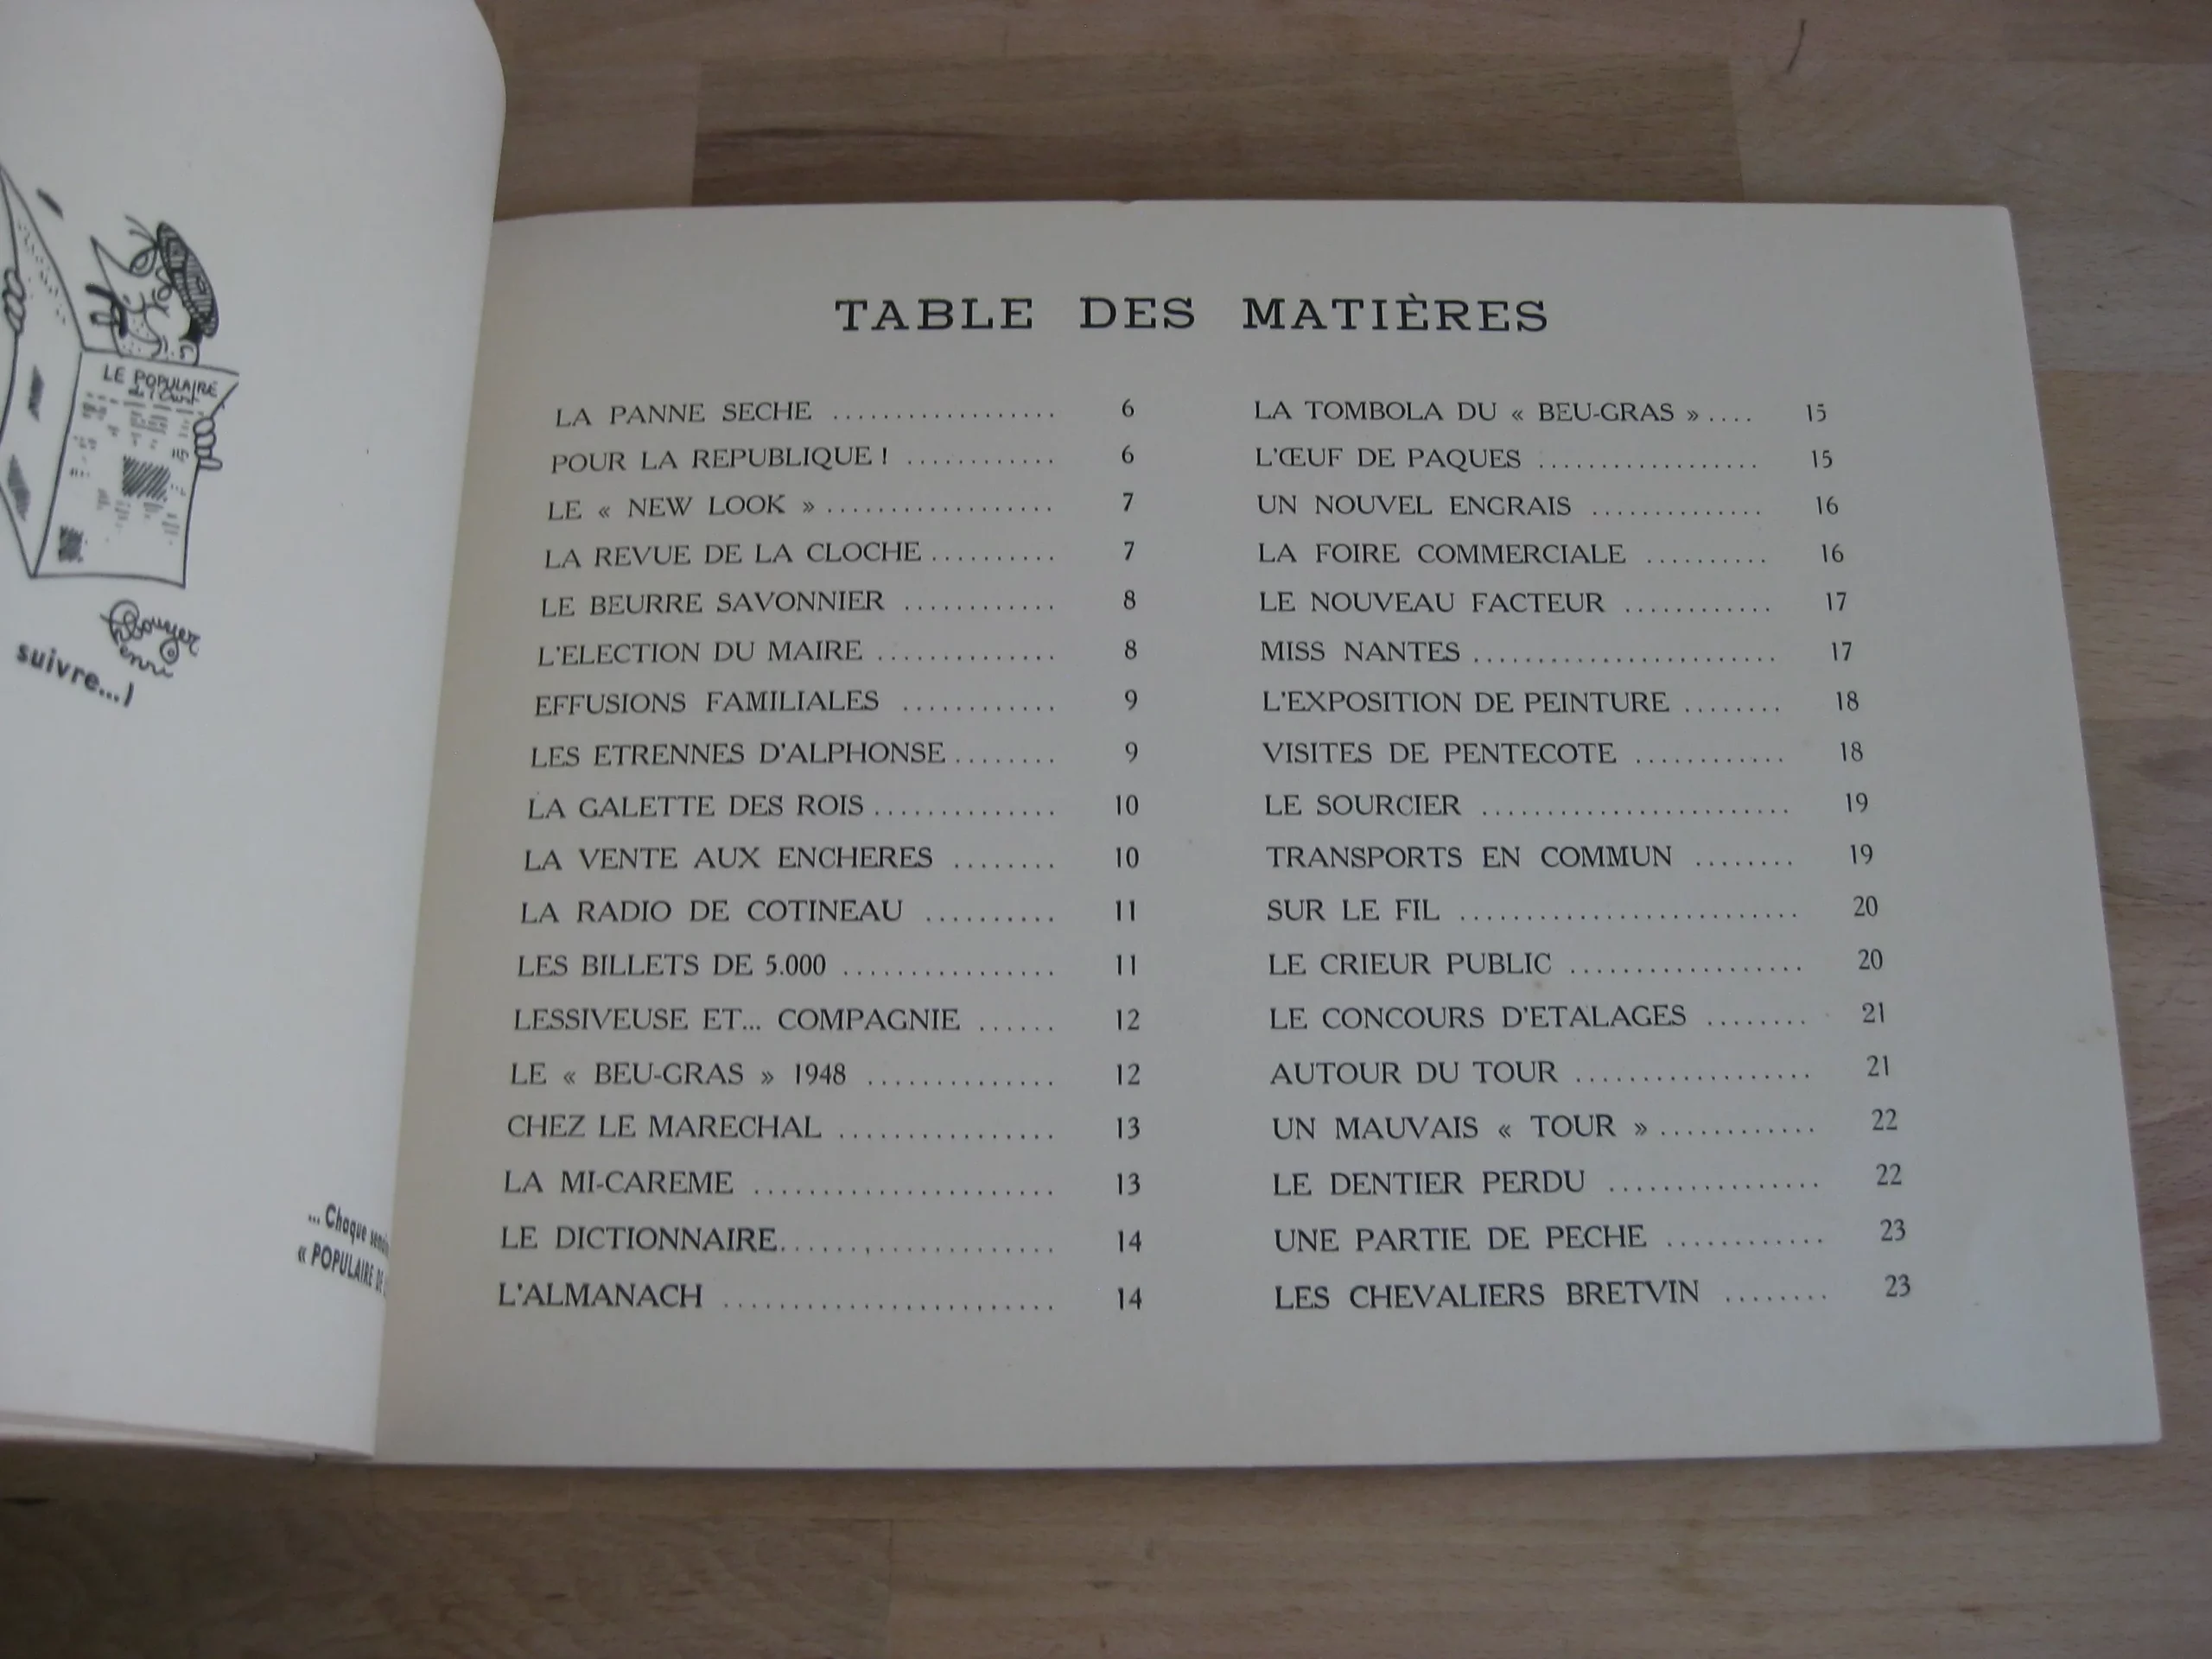 LE POPULAIRE
de l'Ouest
suivre...)
... Chaque
« POPULAIRE DE
TABLE DES MATIÈRES
LA PANNE SECHE .................. 6
POUR LA REPUBLIQUE ! ............ 6
LE « NEW LOOK » .................. 7
LA REVUE DE LA CLOCHE .......... 7
LE BEURRE SAVONNIER ............ 8
L'ELECTION DU MAIRE .............. 8
EFFUSIONS FAMILIALES ............ 9
LES ETRENNES D'ALPHONSE ........ 9
LA GALETTE DES ROIS .............. 10
LA VENTE AUX ENCHERES ........ 10
LA RADIO DE COTINEAU .......... 11
LES BILLETS DE 5.000 ................ 11
LESSIVEUSE ET... COMPAGNIE ...... 12
LE « BEU-GRAS » 1948 .............. 12
CHEZ LE MARECHAL ................ 13
LA MI-CAREME ....................... 13
LE DICTIONNAIRE..................... 14
L'ALMANACH ......................... 14
LA TOMBOLA DU « BEU-GRAS » .... 15
L'ŒUF DE PAQUES ................. 15
UN NOUVEL ENGRAIS ............. 16
LA FOIRE COMMERCIALE .......... 16
LE NOUVEAU FACTEUR ............ 17
MISS NANTES ....................... 17
L'EXPOSITION DE PEINTURE ........ 18
VISITES DE PENTECOTE ............ 18
LE SOURCIER ........................ 19
TRANSPORTS EN COMMUN ........ 19
SUR LE FIL .......................... 20
LE CRIEUR PUBLIC .................. 20
LE CONCOURS D'ETALAGES ........ 21
AUTOUR DU TOUR .................. 21
UN MAUVAIS « TOUR » ............ 22
LE DENTIER PERDU ................ 22
UNE PARTIE DE PECHE ............ 23
LES CHEVALIERS BRETVIN ........ 23